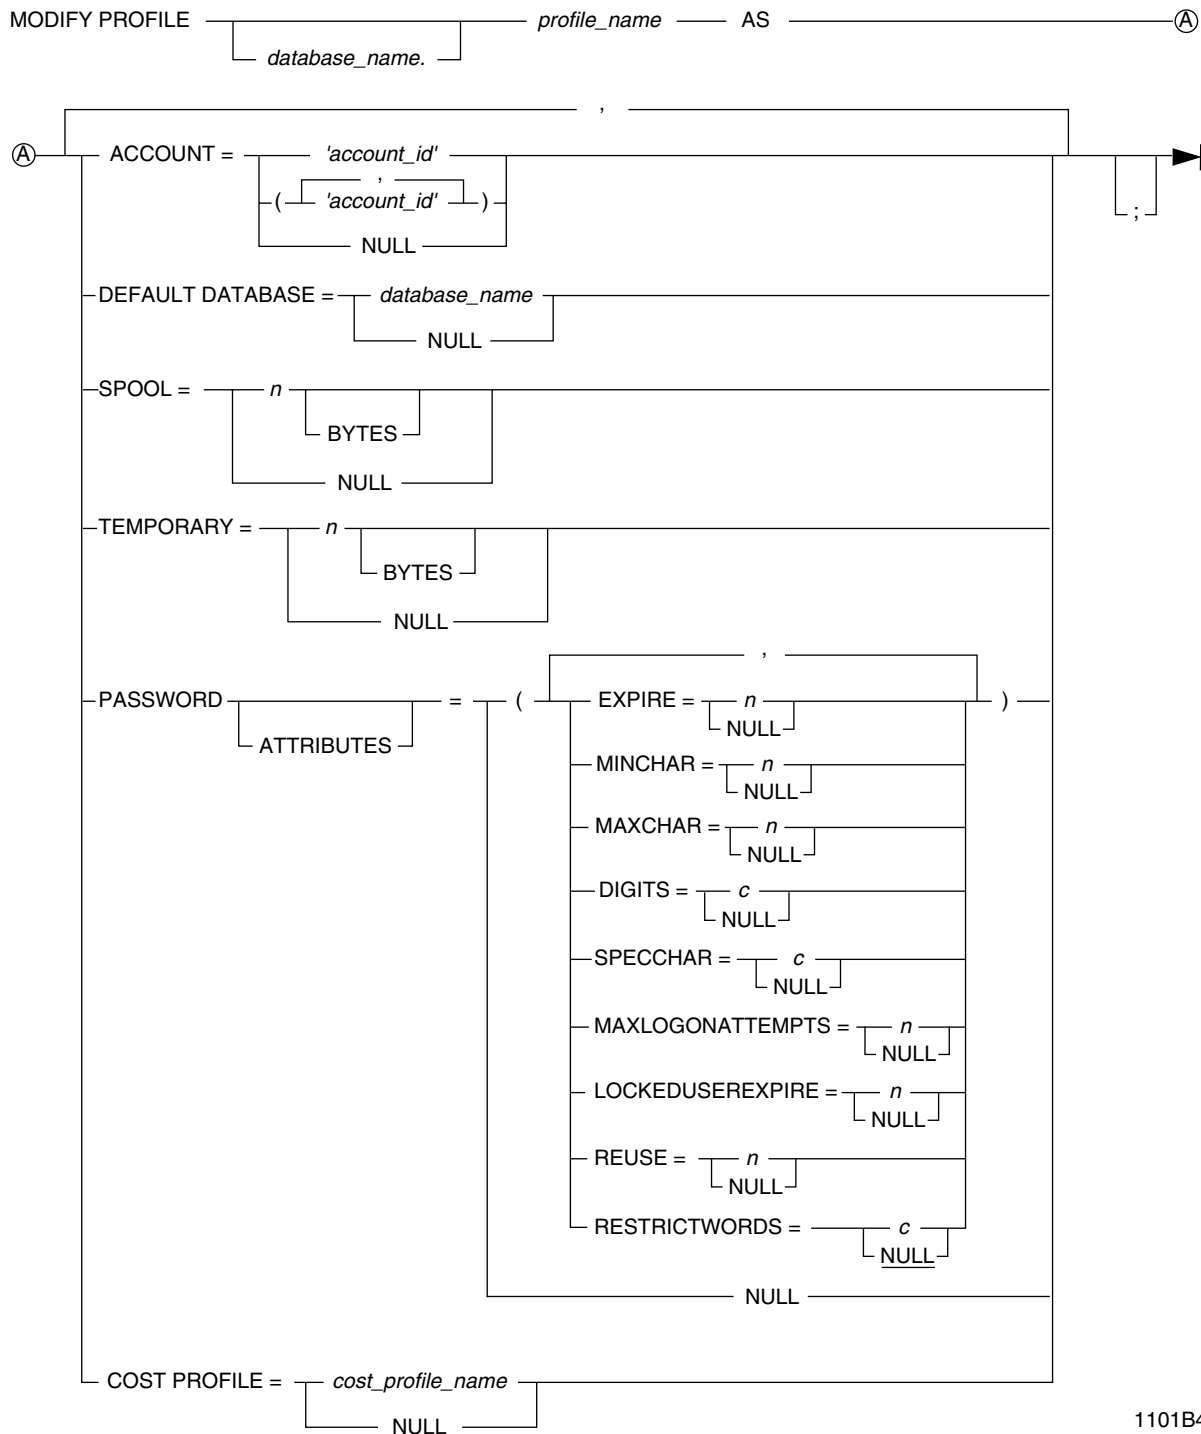 MODIFY PROFILE profile_name AS A
database_name.
,
A ACCOUNT = 'account_id'
,
( 'account_id' )
NULL
;
DEFAULT DATABASE = database_name
NULL
SPOOL = n
BYTES
NULL
TEMPORARY = n
BYTES
NULL
,
PASSWORD = ( EXPIRE = n )
ATTRIBUTES
NULL
MINCHAR = n
NULL
MAXCHAR = n
NULL
DIGITS = c
NULL
SPECCHAR = c
NULL
MAXLOGONATTEMPTS = n
NULL
LOCKEDUSEREXPIRE = n
NULL
REUSE = n
NULL
RESTRICTWORDS = c
NULL
NULL
COST PROFILE = cost_profile_name
NULL
1101B4